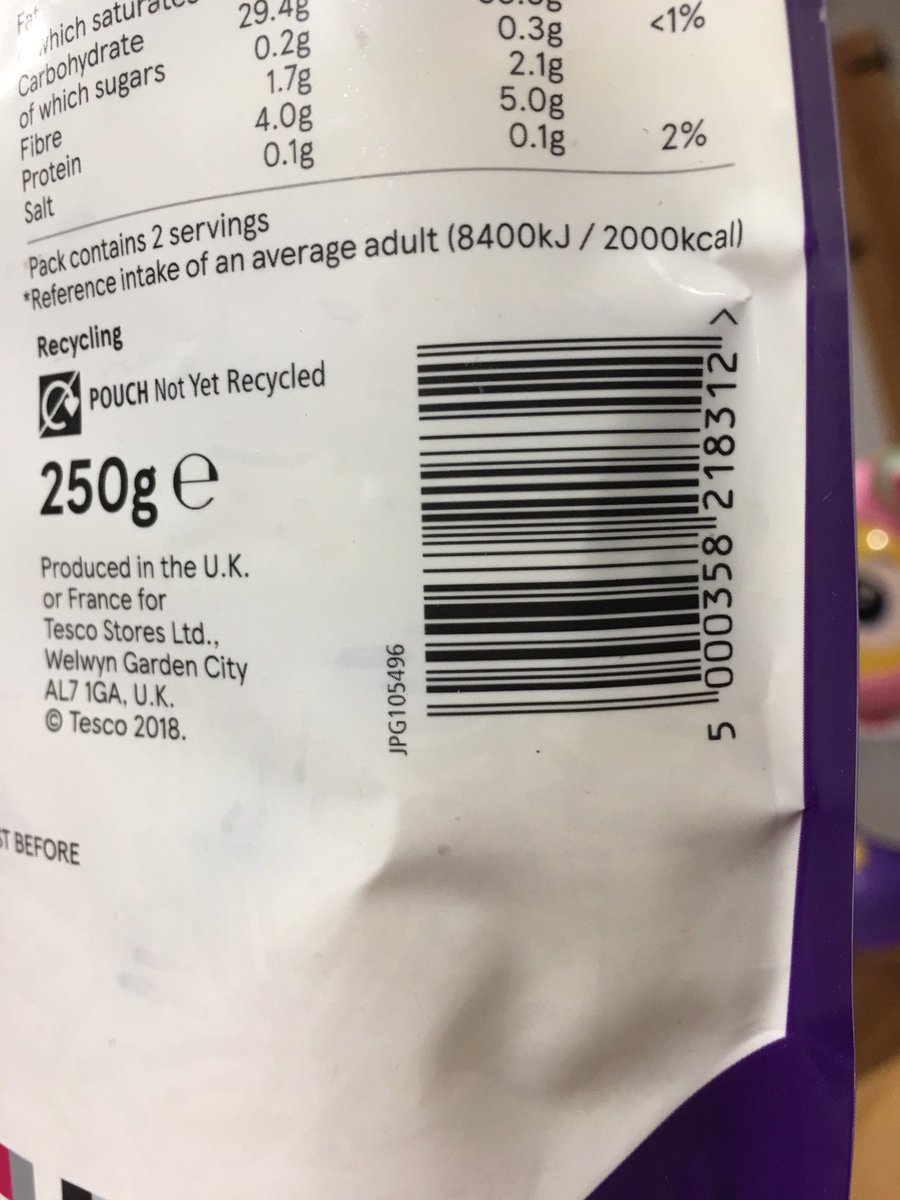 Fat
which saturates
Carbohydrate 29.4g <1%
of which sugars 0.2g 0.3g
Fibre 1.7g 2.1g
Protein 4.0g 5.0g
Salt 0.1g 0.1g 2%
Pack contains 2 servings
*Reference intake of an average adult (8400kJ / 2000kcal)
Recycling
POUCH Not Yet Recycled
250g e
Produced in the U.K.
or France for
Tesco Stores Ltd.,
Welwyn Garden City
AL7 1GA, U.K.
© Tesco 2018.
JPG105496
5 000358 218312 >
BEFORE